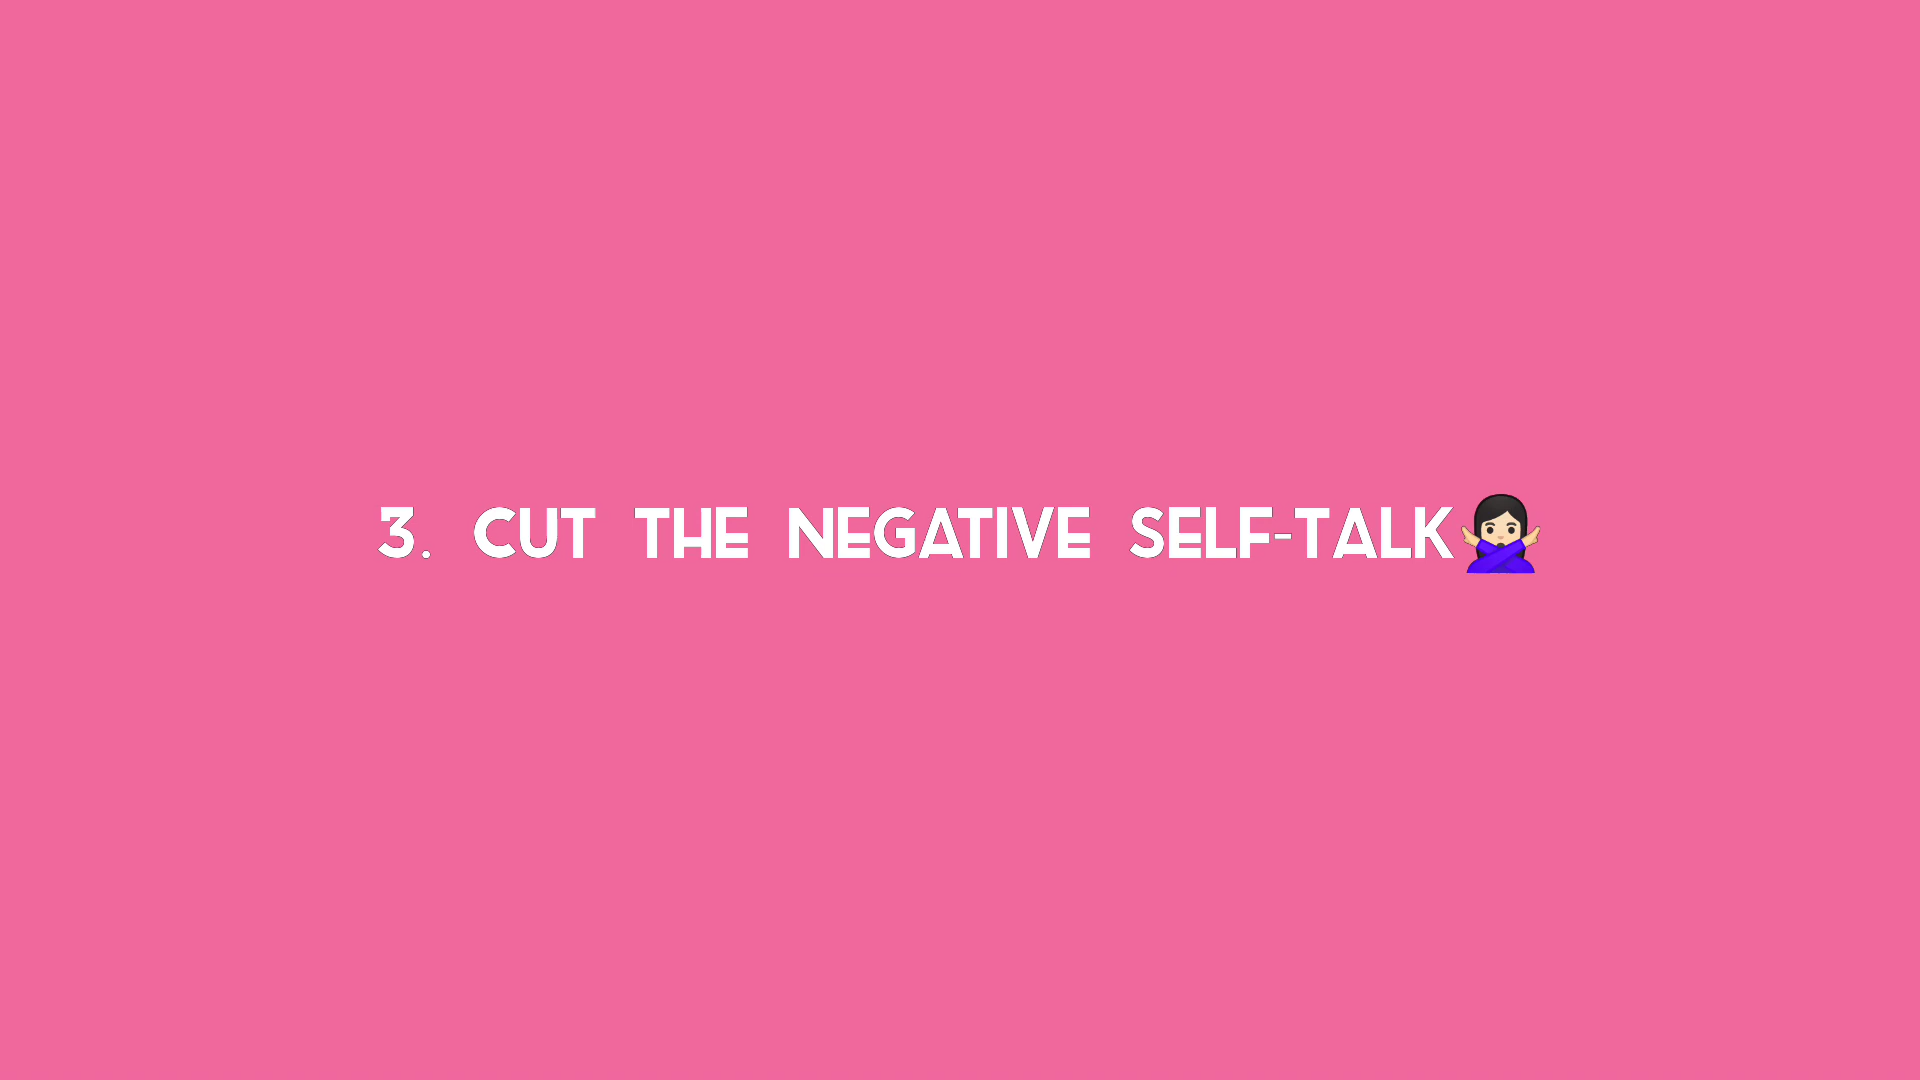 3. CUT THE NEGATIVE SELF-TALK🙅🏻‍♀️